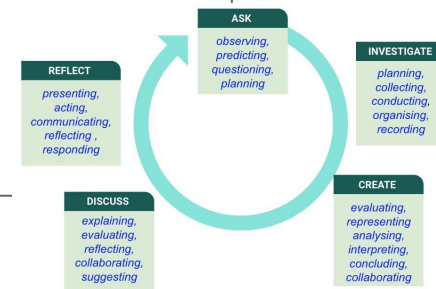 ASK
observing,
predicting,
questioning,
planning
INVESTIGATE
planning,
collecting,
conducting,
organising,
recording
CREATE
evaluating,
representing
analysing,
interpreting,
concluding,
collaborating
DISCUSS
explaining,
evaluating,
reflecting,
collaborating,
suggesting
REFLECT
presenting,
acting,
communicating,
reflecting ,
responding